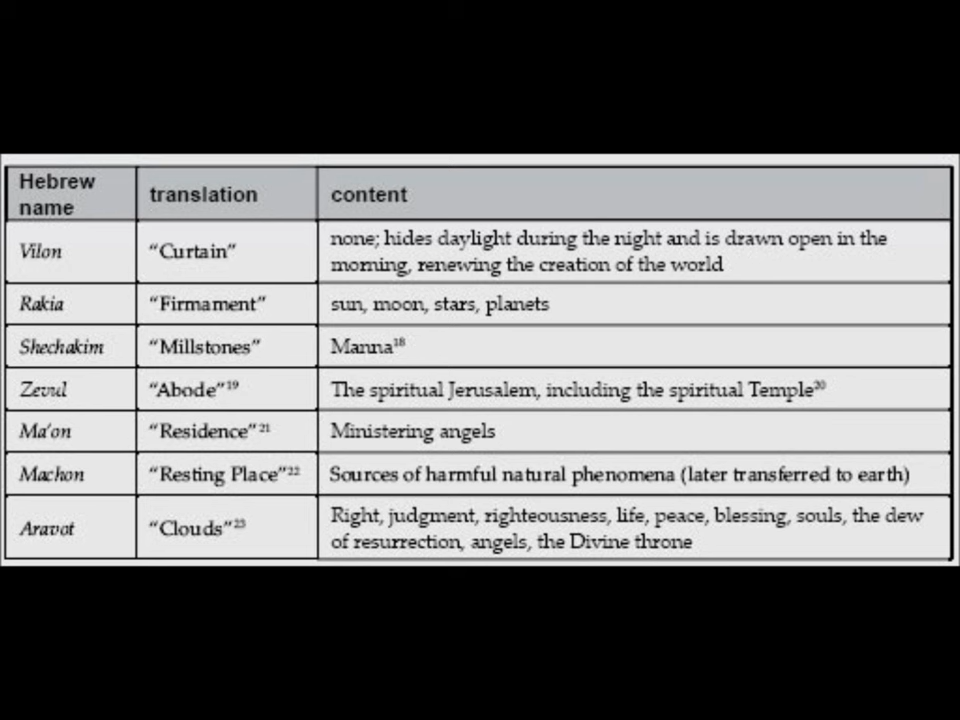 Hebrew name
translation
content
Vilon
“Curtain”
none; hides daylight during the night and is drawn open in the
morning, renewing the creation of the world
Rakia
“Firmament”
sun, moon, stars, planets
Shechakim
“Millstones”
Manna18
Zevul
“Abode”19
The spiritual Jerusalem, including the spiritual Temple20
Ma’on
“Residence” 21
Ministering angels
Machon
“Resting Place”22
Sources of harmful natural phenomena (later transferred to earth)
Aravot
“Clouds”23
Right, judgment, righteousness, life, peace, blessing, souls, the dew
of resurrection, angels, the Divine throne